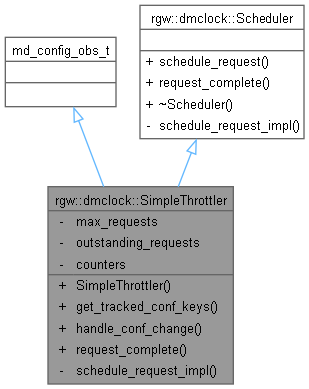 rgw::dmclock::Scheduler
+ schedule_request()
+ request_complete()
+ ~Scheduler()
- schedule_request_impl()
md_config_obs_t
rgw::dmclock::SimpleThrottler
- max_requests
- outstanding_requests
- counters
+ SimpleThrottler()
+ get_tracked_conf_keys()
+ handle_conf_change()
+ request_complete()
- schedule_request_impl()